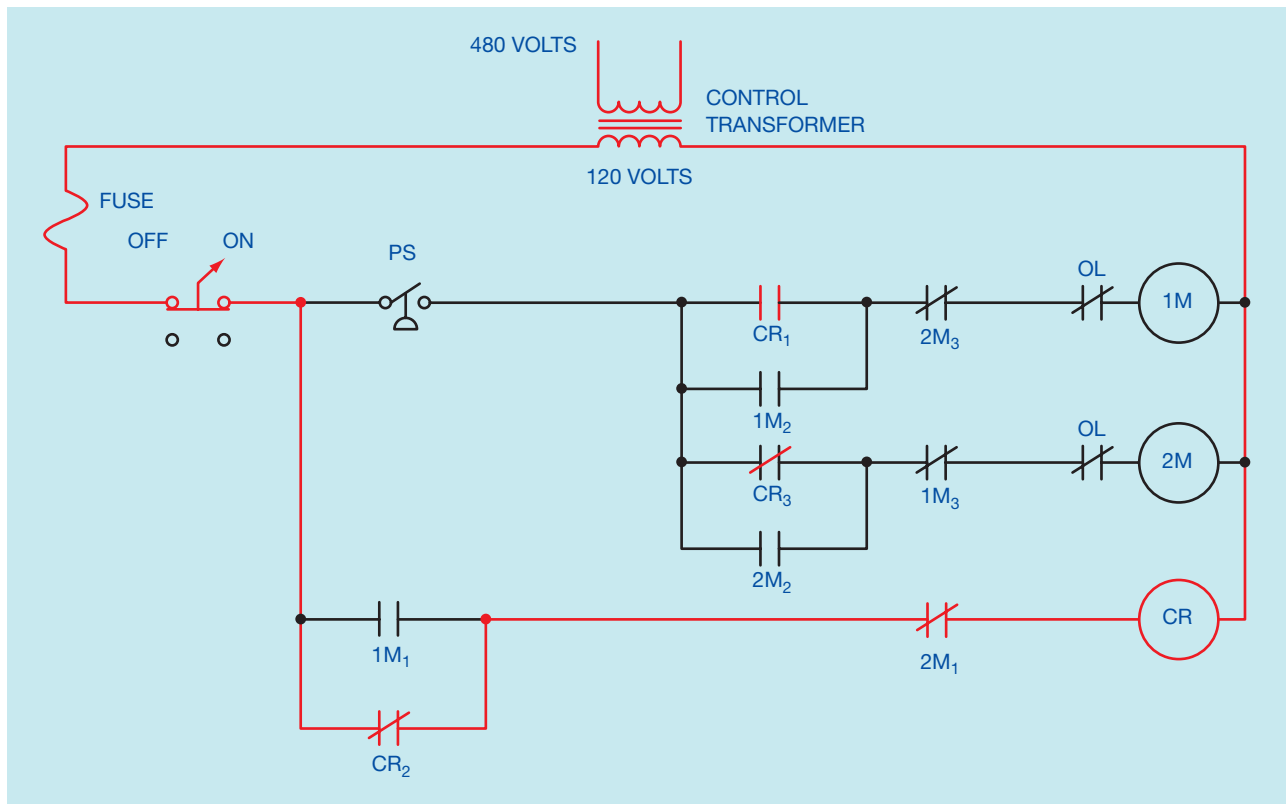 480 VOLTS
CONTROL
TRANSFORMER
120 VOLTS
FUSE
OFF ON
PS
OL
1M
CR₁
2M₃
1M₂
OL
2M
CR₃
1M₃
2M₂
CR
1M₁
2M₁
CR₂